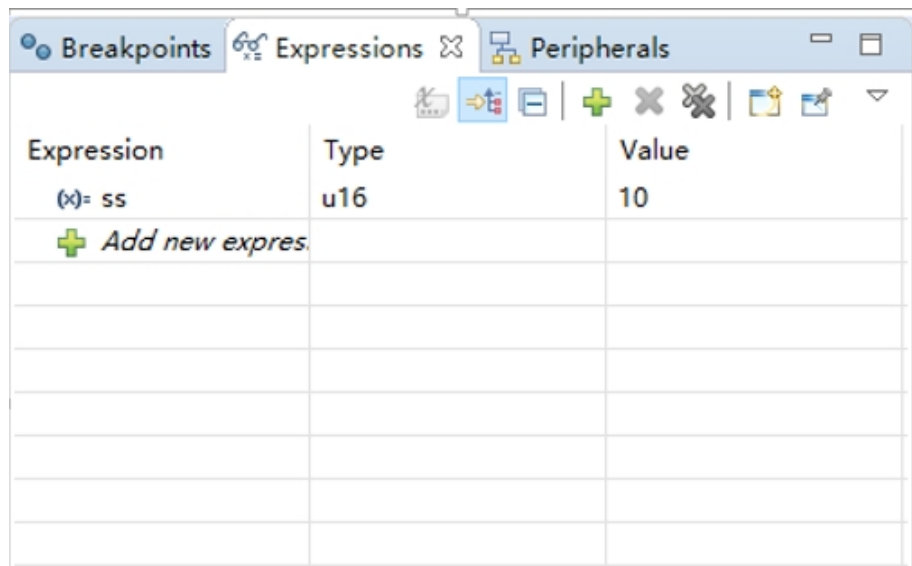 Breakpoints Expressions Peripherals
Expression Type Value
(x)= ss u16 10
Add new expres